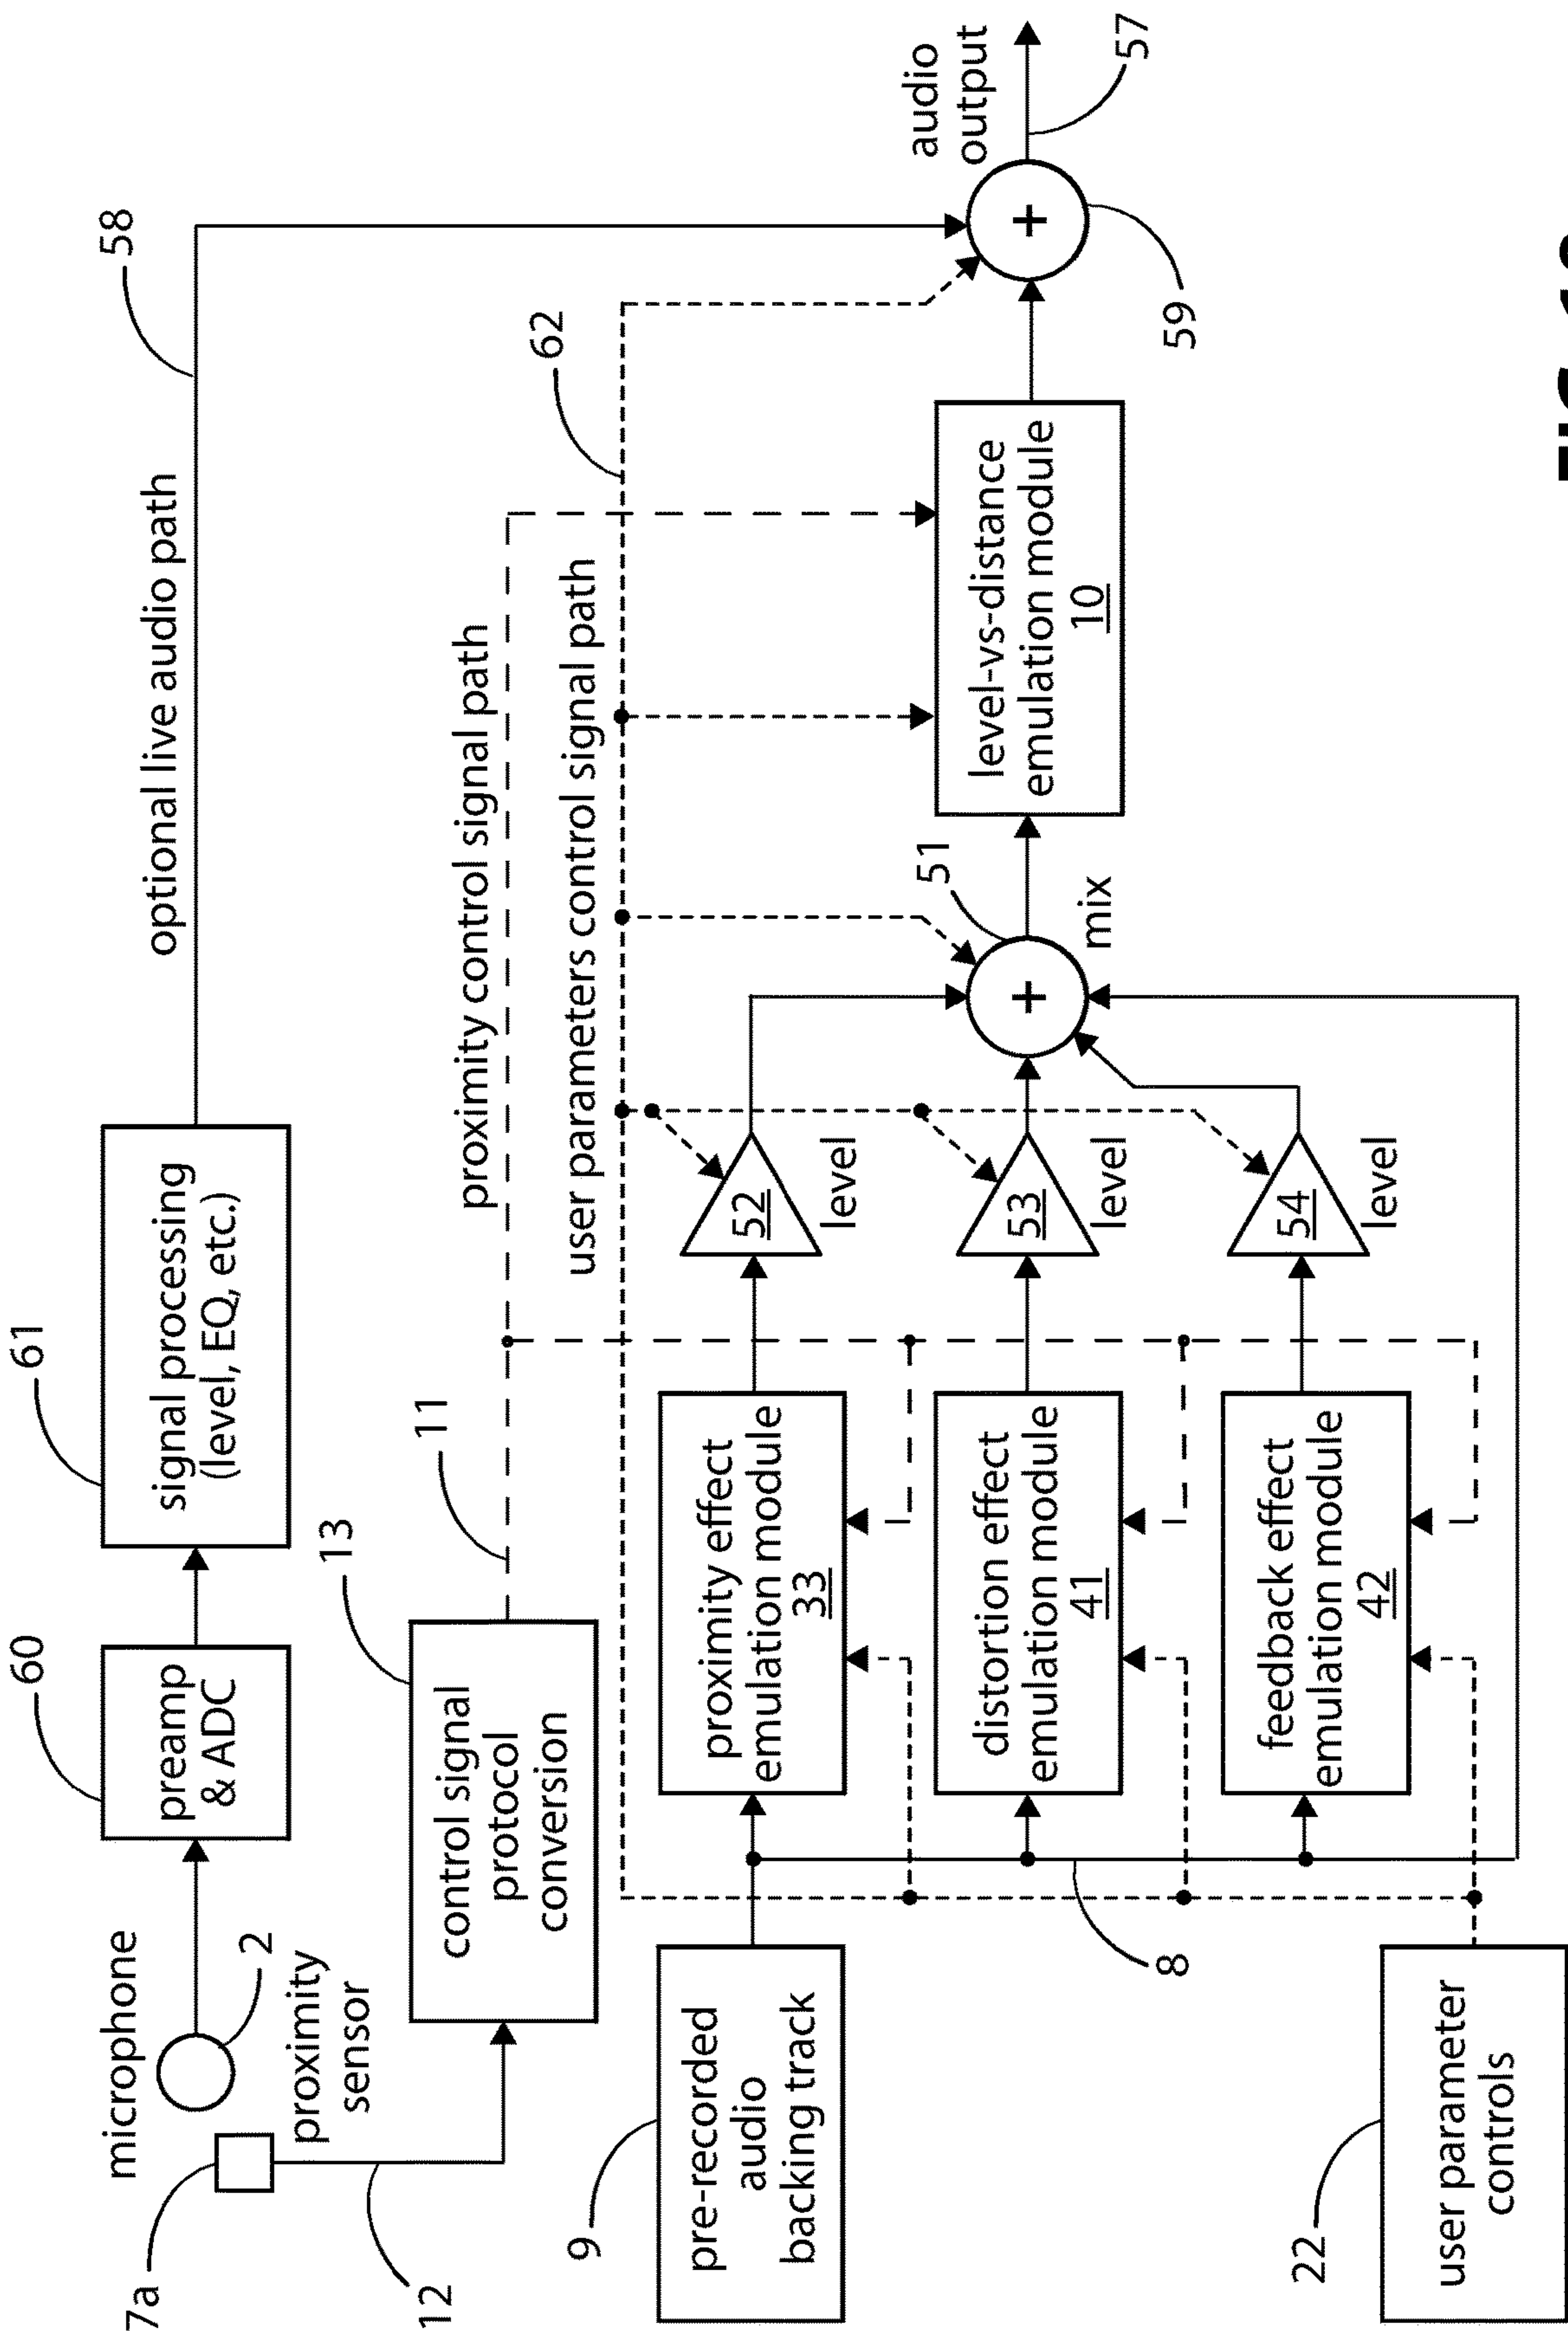 7a
12
microphone
2
proximity
sensor
60
preamp
& ADC
61
signal processing
(level, EQ, etc.)
optional live audio path
58
13
control signal
protocol
conversion
11
proximity control signal path
user parameters control signal path
62
9
pre-recorded
audio
backing track
8
proximity effect
emulation module
33
distortion effect
emulation module
41
feedback effect
emulation module
42
52
level
53
level
54
level
51
+
mix
level-vs-distance
emulation module
10
+
59
audio
output
57
22
user parameter
controls